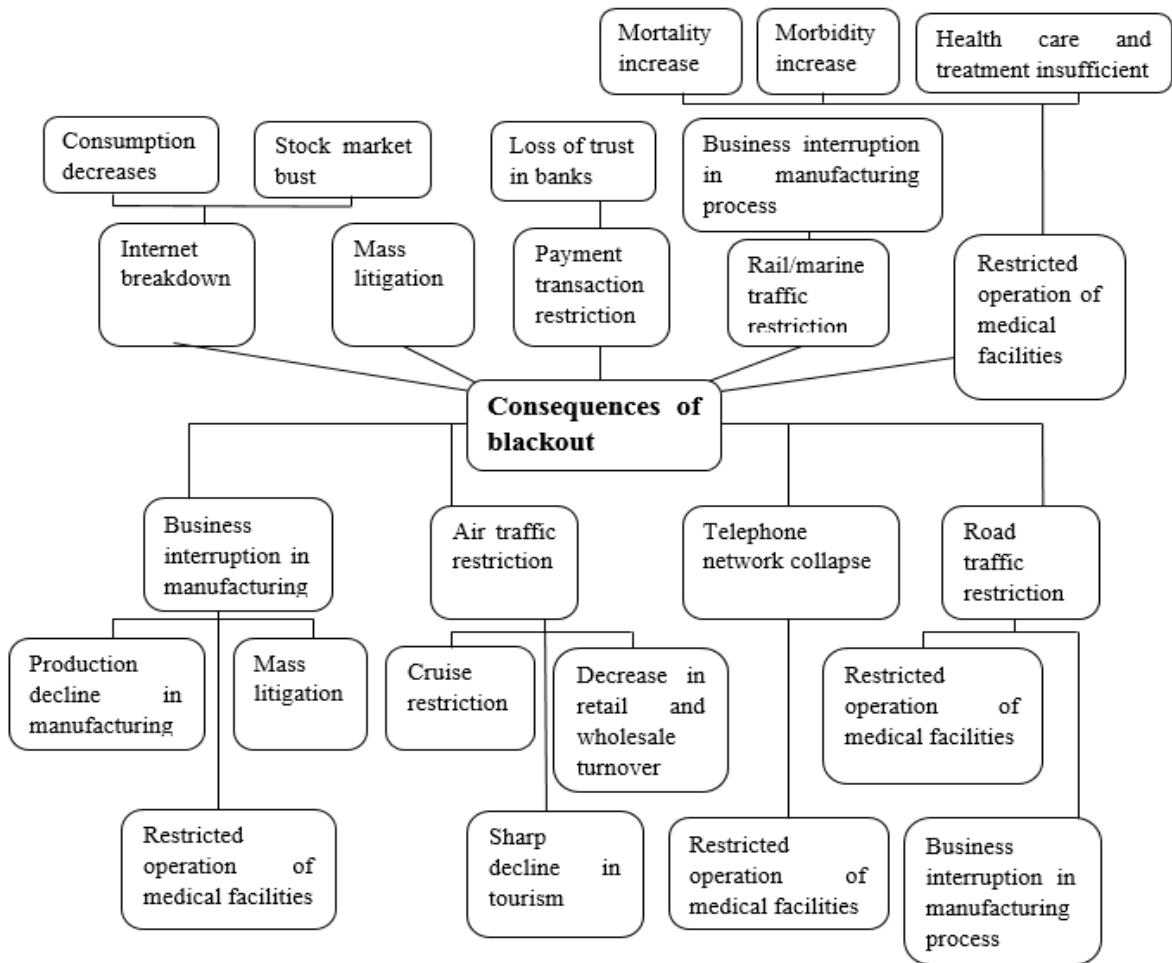 Mortality
increase
Morbidity
increase
Health care and
treatment insufficient
Consumption
decreases
Stock market
bust
Loss of trust
in banks
Business interruption
in manufacturing
process
Internet
breakdown
Mass
litigation
Payment
transaction
restriction
Rail/marine
traffic
restriction
Restricted
operation of
medical
facilities
Consequences of
blackout
Business
interruption in
manufacturing
Air traffic
restriction
Telephone
network collapse
Road
traffic
restriction
Production
decline in
manufacturing
Mass
litigation
Cruise
restriction
Decrease in
retail and
wholesale
turnover
Restricted
operation of
medical facilities
Restricted
operation of
medical facilities
Sharp
decline in
tourism
Restricted
operation of
medical facilities
Business
interruption in
manufacturing
process